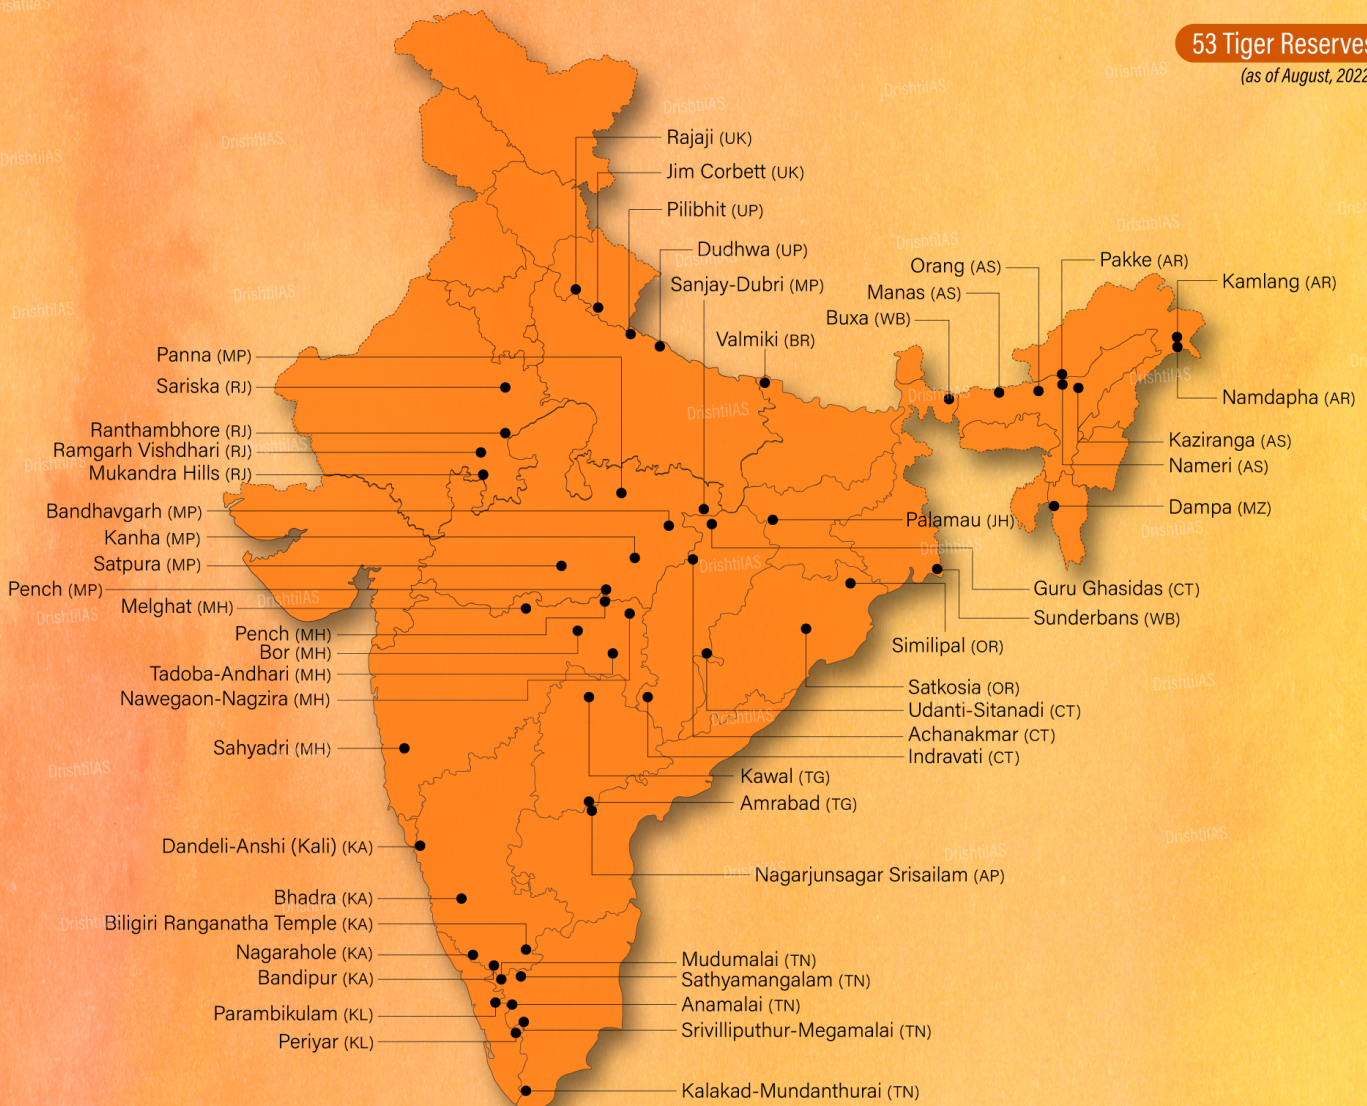 53 Tiger Reserves
(as of August, 2022
Rajaji (UK)
Jim Corbett (UK)
Pilibhit (UP)
Dudhwa (UP)
Sanjay-Dubri (MP)
Valmiki (BR)
Orang (AS)
Manas (AS)
Buxa (WB)
Pakke (AR)
Kamlang (AR)
Namdapha (AR)
Kaziranga (AS)
Nameri (AS)
Dampa (MZ)
Panna (MP)
Sariska (RJ)
Ranthambhore (RJ)
Ramgarh Vishdhari (RJ)
Mukandra Hills (RJ)
Bandhavgarh (MP)
Kanha (MP)
Satpura (MP)
Pench (MP)
Melghat (MH)
Pench (MH)
Bor (MH)
Tadoba-Andhari (MH)
Nawegaon-Nagzira (MH)
Sahyadri (MH)
Palamau (JH)
Guru Ghasidas (CT)
Sunderbans (WB)
Similipal (OR)
Satkosia (OR)
Udanti-Sitanadi (CT)
Achanakmar (CT)
Indravati (CT)
Kawal (TG)
Amrabad (TG)
Nagarjunsagar Srisailam (AP)
Dandeli-Anshi (Kali) (KA)
Bhadra (KA)
Biligiri Ranganatha Temple (KA)
Nagarahole (KA)
Bandipur (KA)
Parambikulam (KL)
Periyar (KL)
Mudumalai (TN)
Sathyamangalam (TN)
Anamalai (TN)
Srivilliputhur-Megamalai (TN)
Kalakad-Mundanthurai (TN)
DrishtiIAS